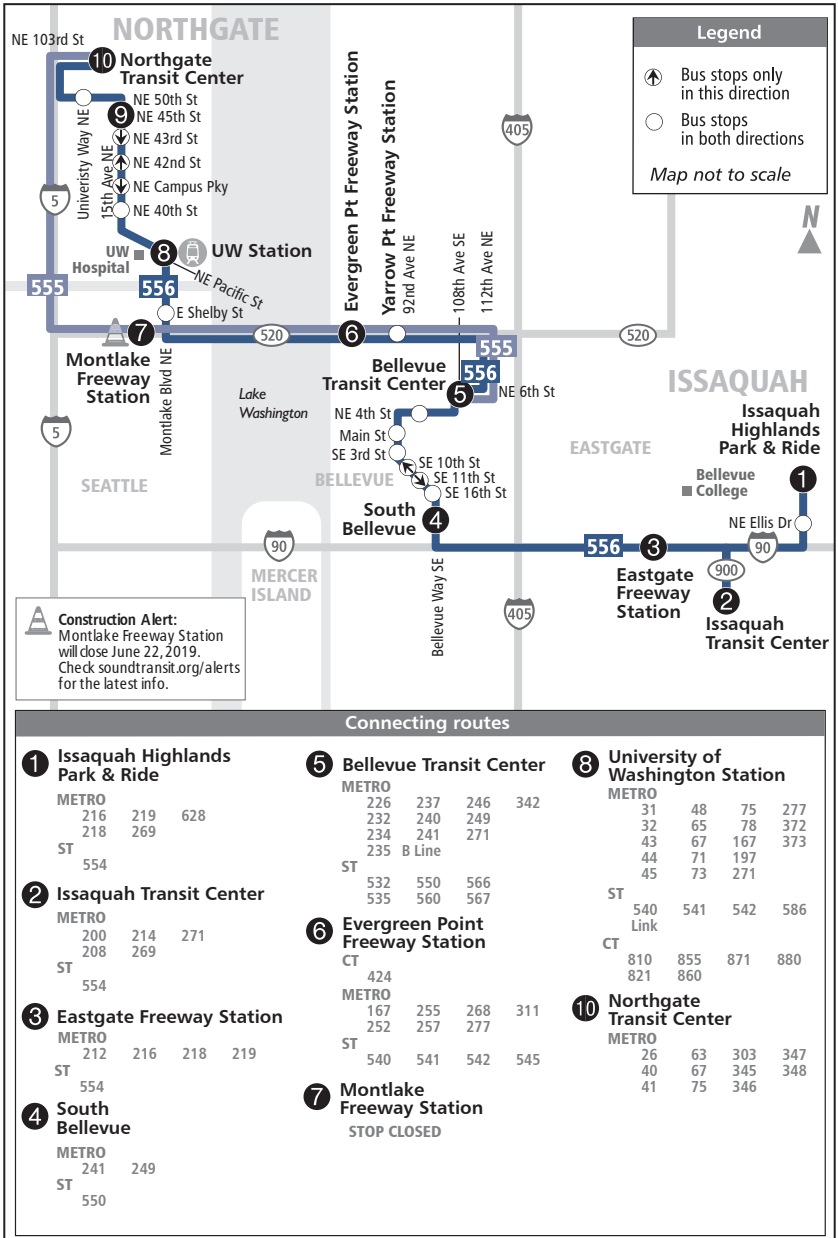 NORTHGATE
NE 103rd St
10 Northgate
Transit Center
NE 50th St
9 NE 45th St
NE 43rd St
NE 42nd St
NE Campus Pky
NE 40th St
Univeristy Way NE
15th Ave NE
5
UW
Hospital
8
UW Station
NE Pacific St
555
556
E Shelby St
7
Montlake
Freeway
Station
Montlake Blvd NE
520
6
Evergreen Pt Freeway Station
Yarrow Pt Freeway Station
92nd Ave NE
108th Ave SE
112th Ave NE
405
Legend
Bus stops only
in this direction
Bus stops
in both directions
Map not to scale
N
520
555
556
Bellevue
Transit Center
5
NE 6th St
NE 4th St
Main St
SE 3rd St
SE 10th St
SE 11th St
SE 16th St
BELLEVUE
South
Bellevue
4
Lake
Washington
5
SEATTLE
90
MERCER
ISLAND
Bellevue Way SE
405
EASTGATE
ISSAQUAH
Issaquah
Highlands
Park & Ride
1
Bellevue
College
NE Ellis Dr
556
3
Eastgate
Freeway
Station
90
900
2
Issaquah
Transit Center
Construction Alert:
Montlake Freeway Station
will close June 22, 2019.
Check soundtransit.org/alerts
for the latest info.
Connecting routes
1 Issaquah Highlands
Park & Ride
METRO
216 219 628
218 269
ST
554
2 Issaquah Transit Center
METRO
200 214 271
208 269
ST
554
3 Eastgate Freeway Station
METRO
212 216 218 219
ST
554
4 South
Bellevue
METRO
241 249
ST
550
5 Bellevue Transit Center
METRO
226 237 246 342
232 240 249
234 241 271
235 B Line
ST
532 550 566
535 560 567
6 Evergreen Point
Freeway Station
CT
424
METRO
167 255 268 311
252 257 277
ST
540 541 542 545
7 Montlake
Freeway Station
STOP CLOSED
8 University of
Washington Station
METRO
31 48 75 277
32 65 78 372
43 67 167 373
44 71 197
45 73 271
ST
540 541 542 586
Link
CT
810 855 871 880
821 860
10 Northgate
Transit Center
METRO
26 63 303 347
40 67 345 348
41 75 346